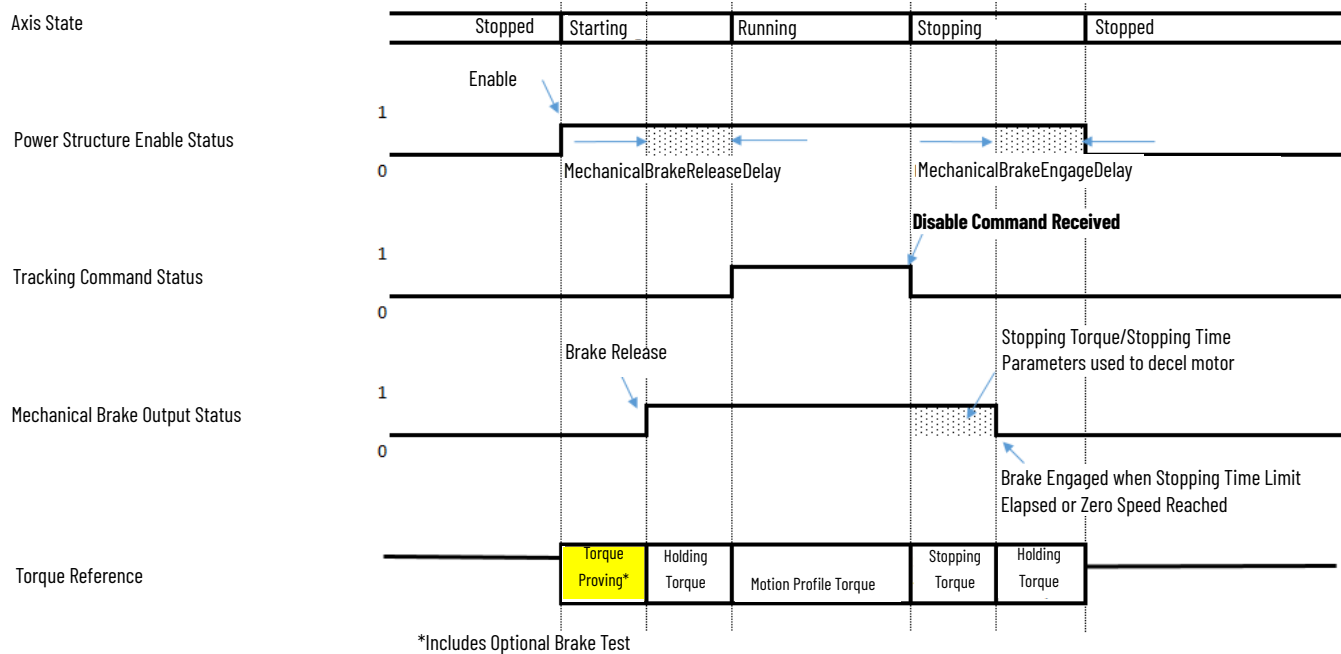 Axis State
Stopped
Starting
Running
Stopping
Stopped
Enable
1
Power Structure Enable Status
0
MechanicalBrakeReleaseDelay
MechanicalBrakeEngageDelay
Disable Command Received
1
Tracking Command Status
0
Stopping Torque/Stopping Time
Parameters used to decel motor
Brake Release
1
Mechanical Brake Output Status
0
Brake Engaged when Stopping Time Limit
Elapsed or Zero Speed Reached
Torque Reference
Torque
Proving*
Holding
Torque
Motion Profile Torque
Stopping
Torque
Holding
Torque
*Includes Optional Brake Test